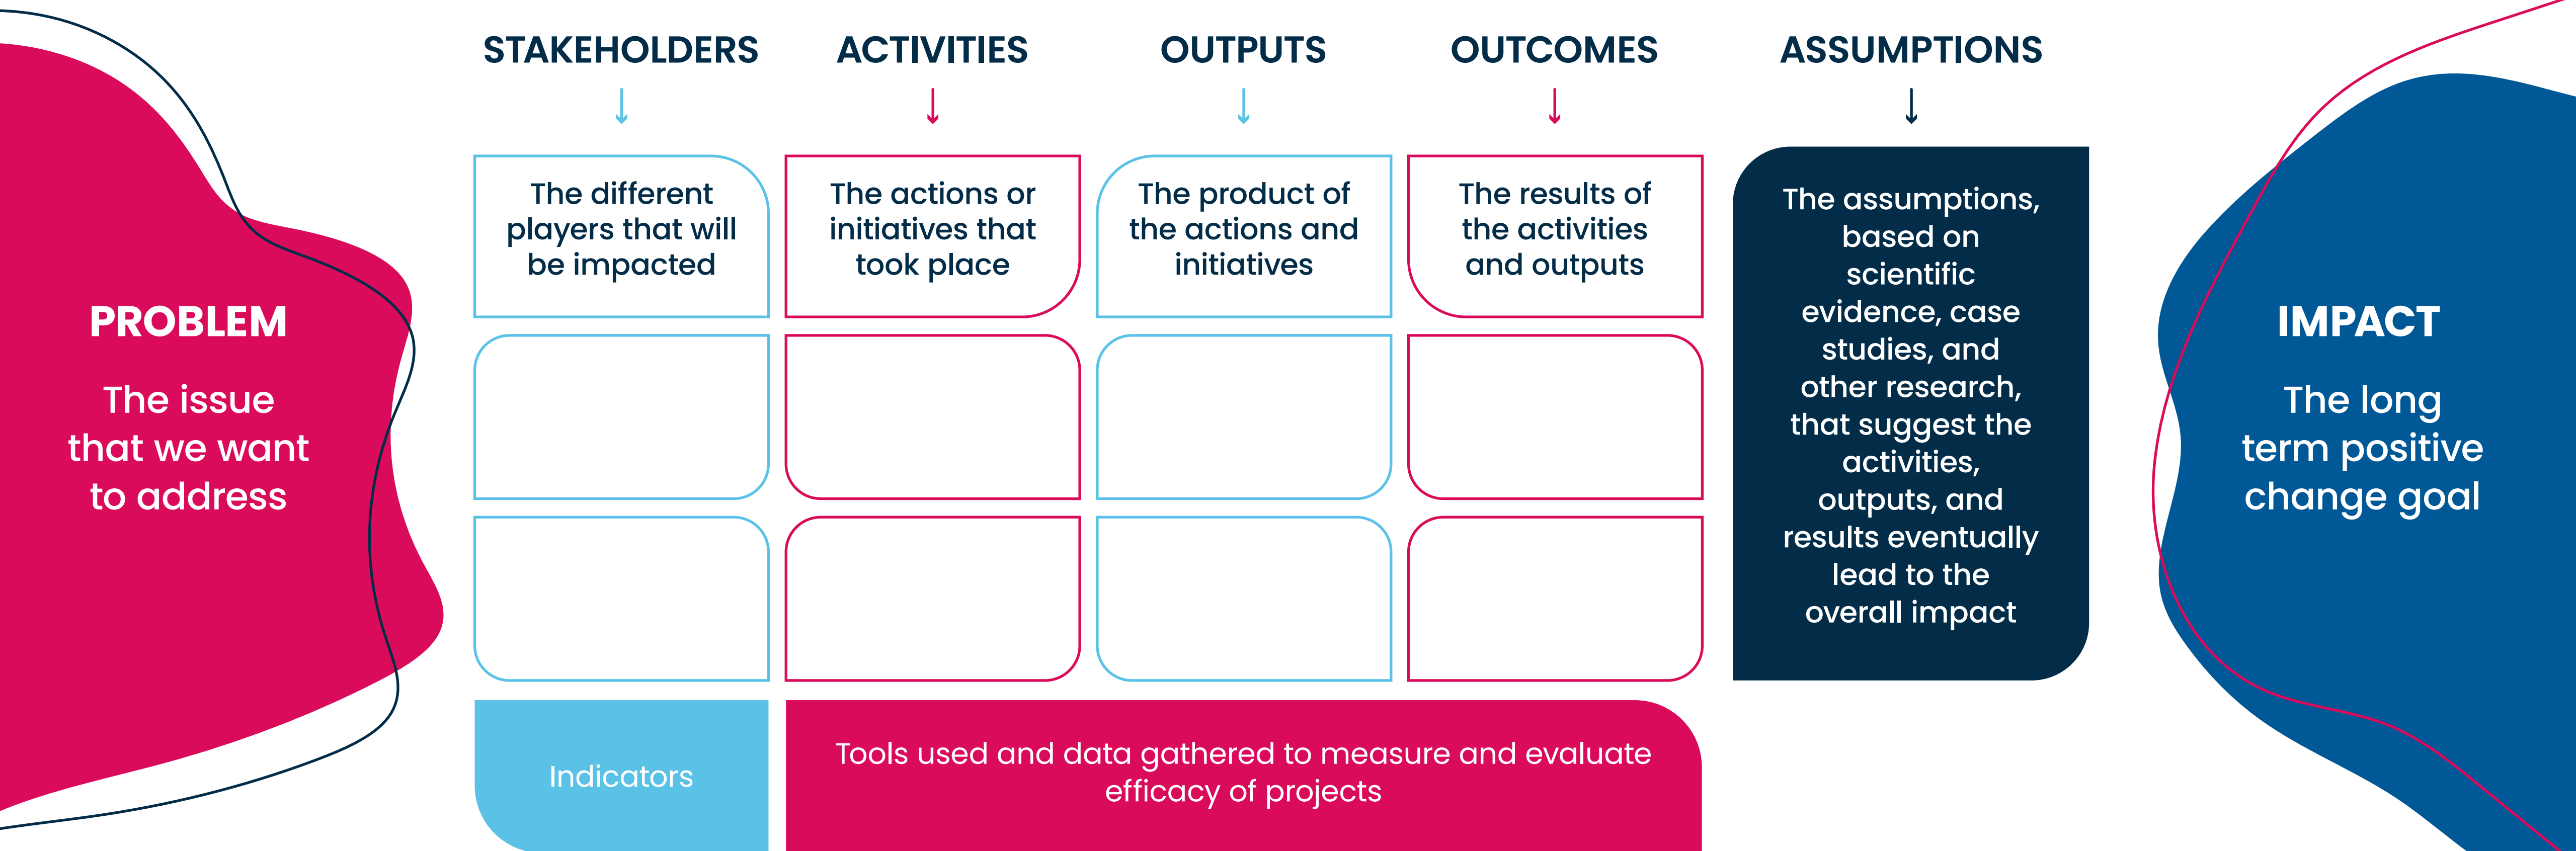 PROBLEM
The issue
that we want
to address
STAKEHOLDERS
The different
players that will
be impacted
ACTIVITIES
The actions or
initiatives that
took place
OUTPUTS
The product of
the actions and
initiatives
OUTCOMES
The results of
the activities
and outputs
ASSUMPTIONS
The assumptions,
based on
scientific
evidence, case
studies, and
other research,
that suggest the
activities,
outputs, and
results eventually
lead to the
overall impact
Indicators
Tools used and data gathered to measure and evaluate
efficacy of projects
IMPACT
The long
term positive
change goal